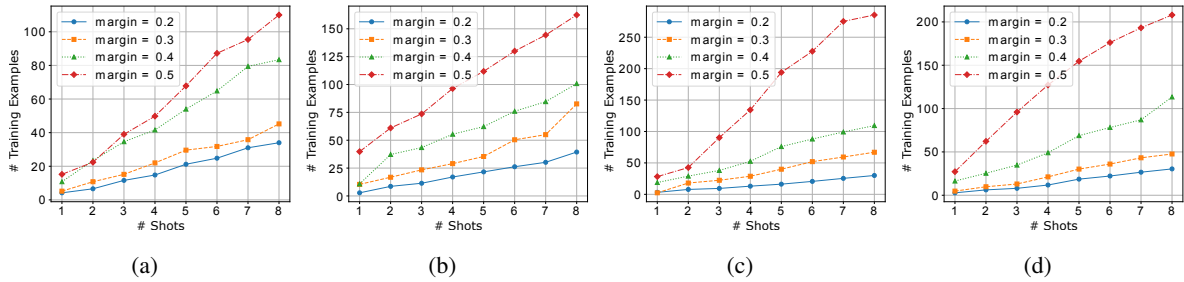 margin = 0.2
margin = 0.3
margin = 0.4
margin = 0.5
# Training Examples
100
80
60
40
20
0
1 2 3 4 5 6 7 8
# Shots
(a)
margin = 0.2
margin = 0.3
margin = 0.4
margin = 0.5
# Training Examples
150
125
100
75
50
25
0
1 2 3 4 5 6 7 8
# Shots
(b)
margin = 0.2
margin = 0.3
margin = 0.4
margin = 0.5
# Training Examples
250
200
150
100
50
0
1 2 3 4 5 6 7 8
# Shots
(c)
margin = 0.2
margin = 0.3
margin = 0.4
margin = 0.5
# Training Examples
200
150
100
50
0
1 2 3 4 5 6 7 8
# Shots
(d)